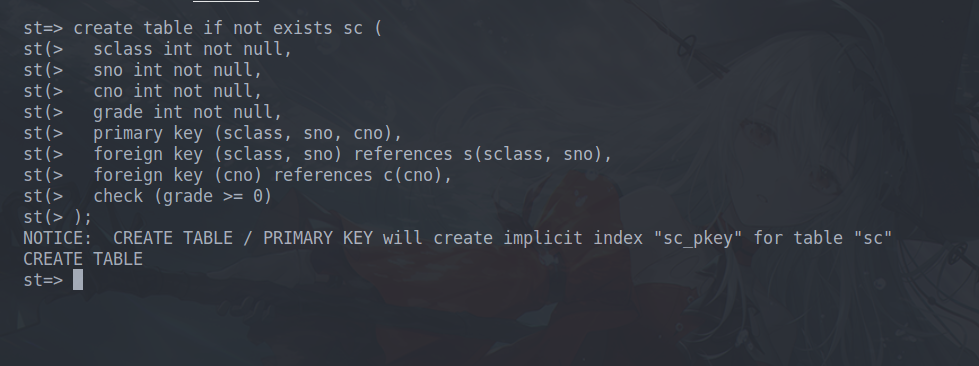 st=> create table if not exists sc (
st(>   sclass int not null,
st(>   sno int not null,
st(>   cno int not null,
st(>   grade int not null,
st(>   primary key (sclass, sno, cno),
st(>   foreign key (sclass, sno) references s(sclass, sno),
st(>   foreign key (cno) references c(cno),
st(>   check (grade >= 0)
st(> );
NOTICE:  CREATE TABLE / PRIMARY KEY will create implicit index "sc_pkey" for table "sc"
CREATE TABLE
st=>